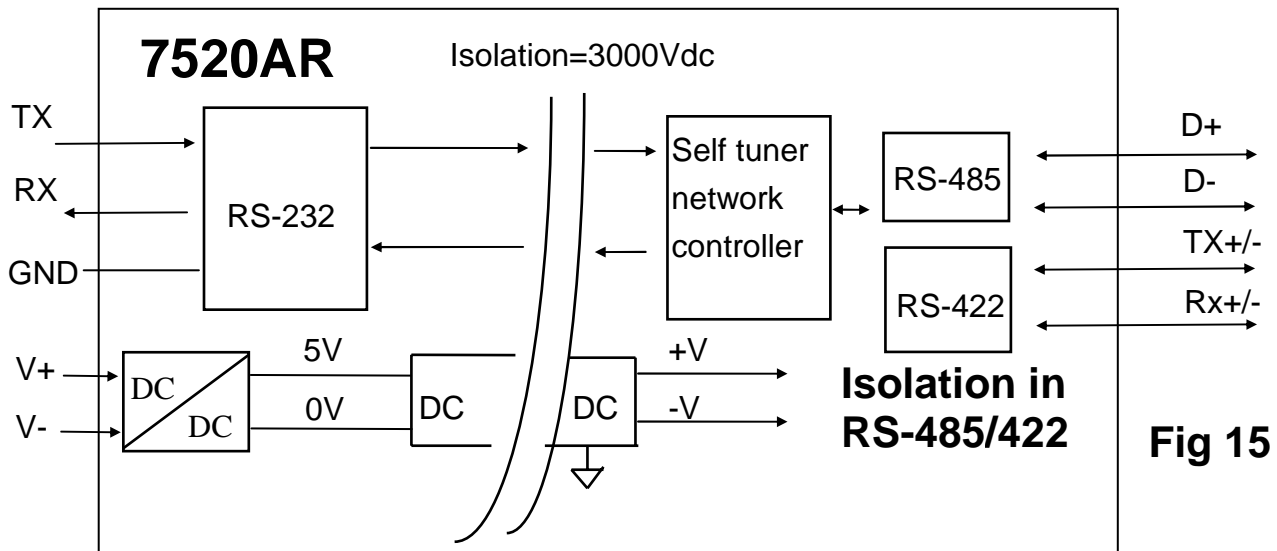 7520AR
Isolation=3000Vdc
TX
RX
GND
RS-232
Self tuner
network
controller
RS-485
RS-422
D+
D-
TX+/-
Rx+/-
V+
V-
DC
DC
5V
0V
DC
DC
+V
-V
Isolation in
RS-485/422
Fig 15